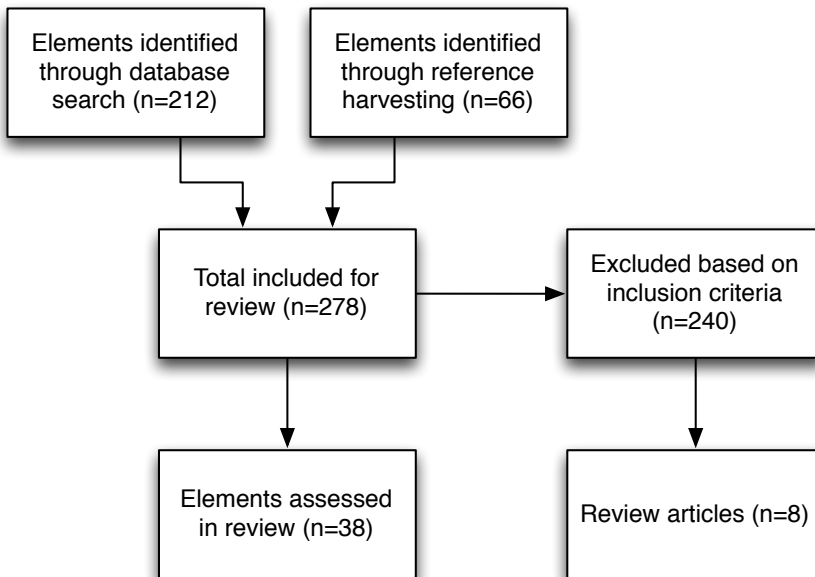 Elements identified
through database
search (n=212)
Elements identified
through reference
harvesting (n=66)
Total included for
review (n=278)
Excluded based on
inclusion criteria
(n=240)
Elements assessed
in review (n=38)
Review articles (n=8)